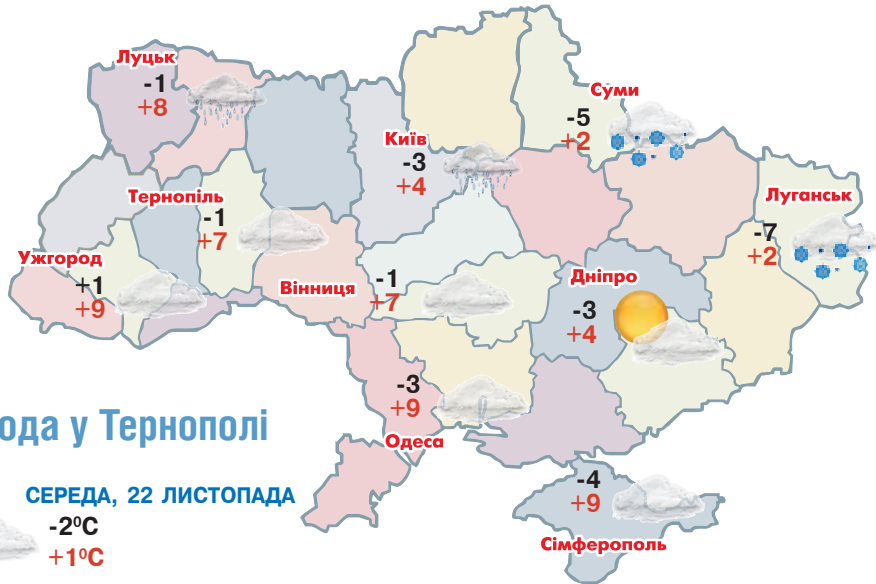 Луцьк
-1
+8
Суми
-5
+2
Київ
-3
+4
Тернопіль
-1
+7
Луганськ
-7
+2
Ужгород
+1
+9
Вінниця
-1
+7
Дніпро
-3
+4
-3
+9
Одеса
ода у Тернополі
-4
+9
Сімферополь
СЕРЕДА, 22 ЛИСТОПАДА
-2⁰С
+1⁰С